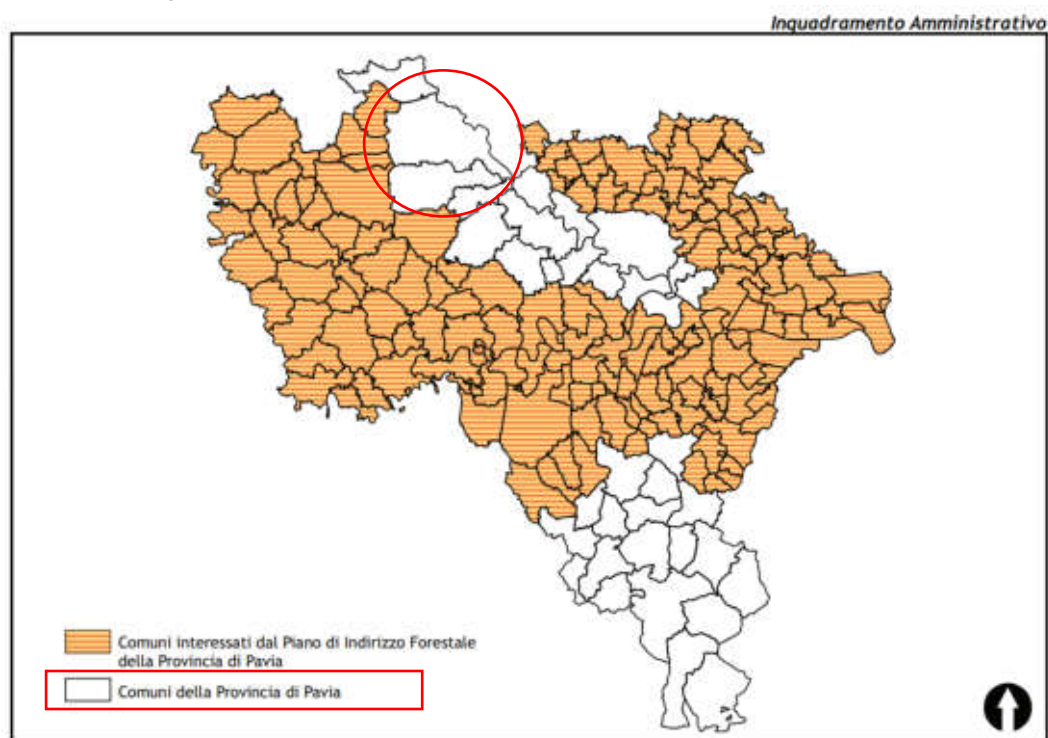 Inquadramento Amministrativo
Comuni interessati dal Piano di Indirizzo Forestale
della Provincia di Pavia
Comuni della Provincia di Pavia